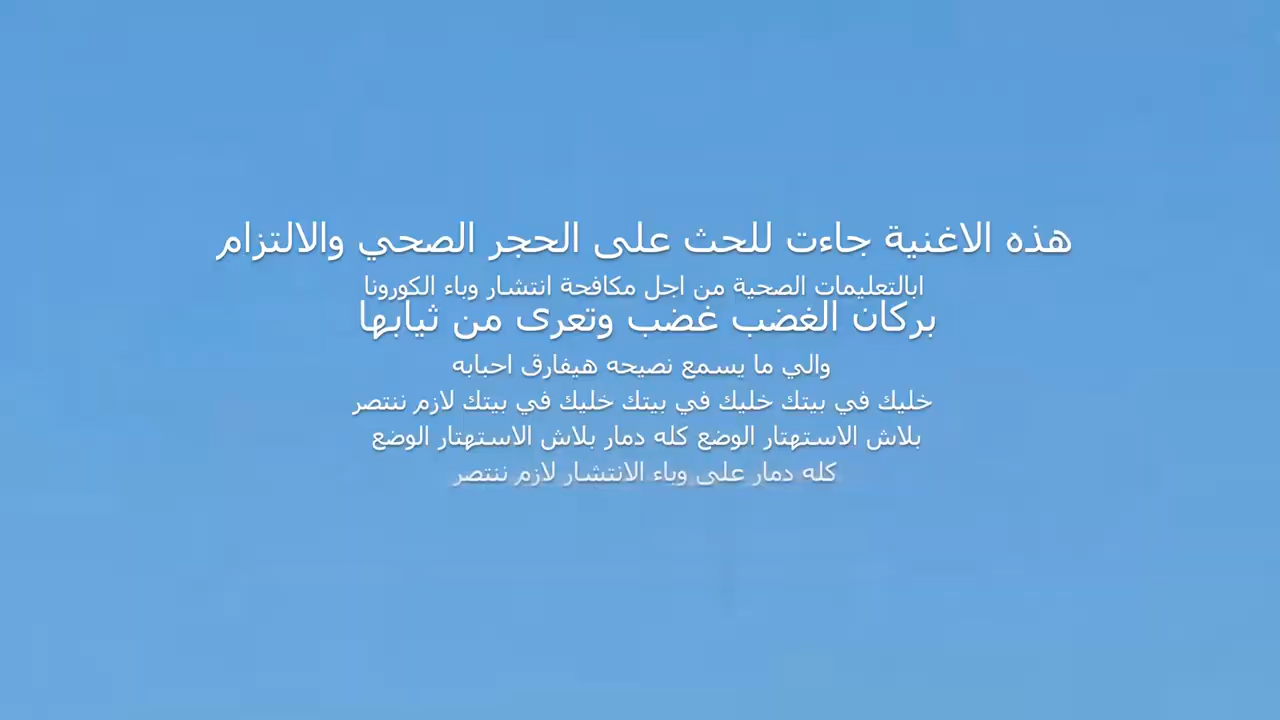 هذه الاغنية جاءت للحث على الحجر الصحي والالتزام
ابالتعليمات الصحية من اجل مكافحة انتشار وباء الكورونا
بركان الغضب غضب وتعرى من ثيابها
والي ما يسمع نصيحه هيفارق احبابه
خليك في بيتك خليك في بيتك خليك في بيتك لازم ننتصر
بلاش الاستهتار الوضع كله دمار بلاش الاستهتار الوضع
كله دمار على وباء الانتشار لازم ننتصر